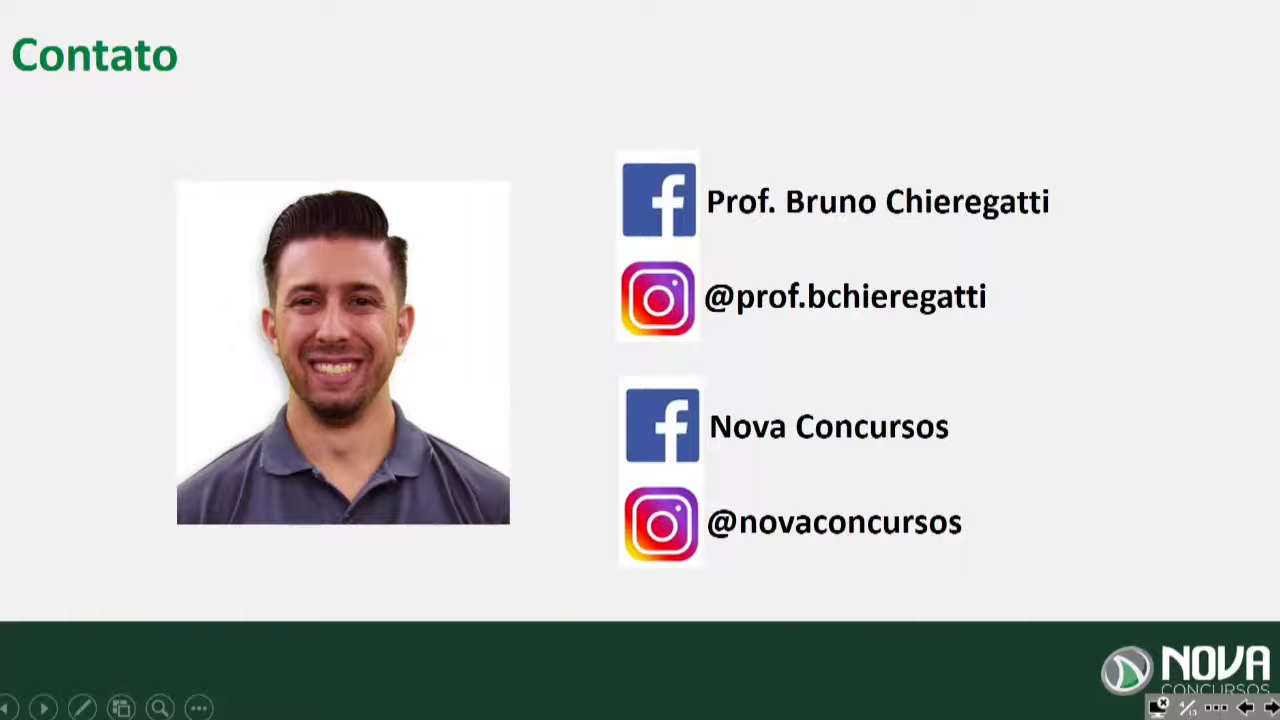 Contato
Prof. Bruno Chieregatti
@prof.bchieregatti
Nova Concursos
@novaconcursos
NOVA
CONCURSOS